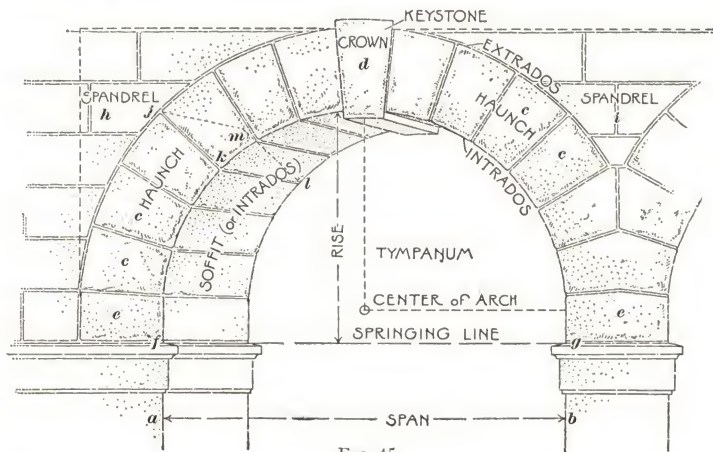 KEYSTONE
CROWN
d
EXTRADOS
SPANDREL
h
j
c
HAUNCH
SPANDREL
i
m
k
c
INTRADOS
HAUNCH
l
c
SOFFIT (or INTRADOS)
RISE
TYMPANUM
c
CENTER of ARCH
e
e
SPRINGING LINE
f
g
a
SPAN
b